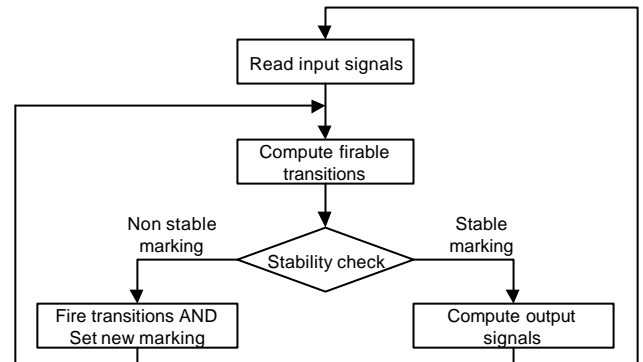 Read input signals
Compute firable
transitions
Non stable
marking
Stable
marking
Stability check
Fire transitions AND
Set new marking
Compute output
signals